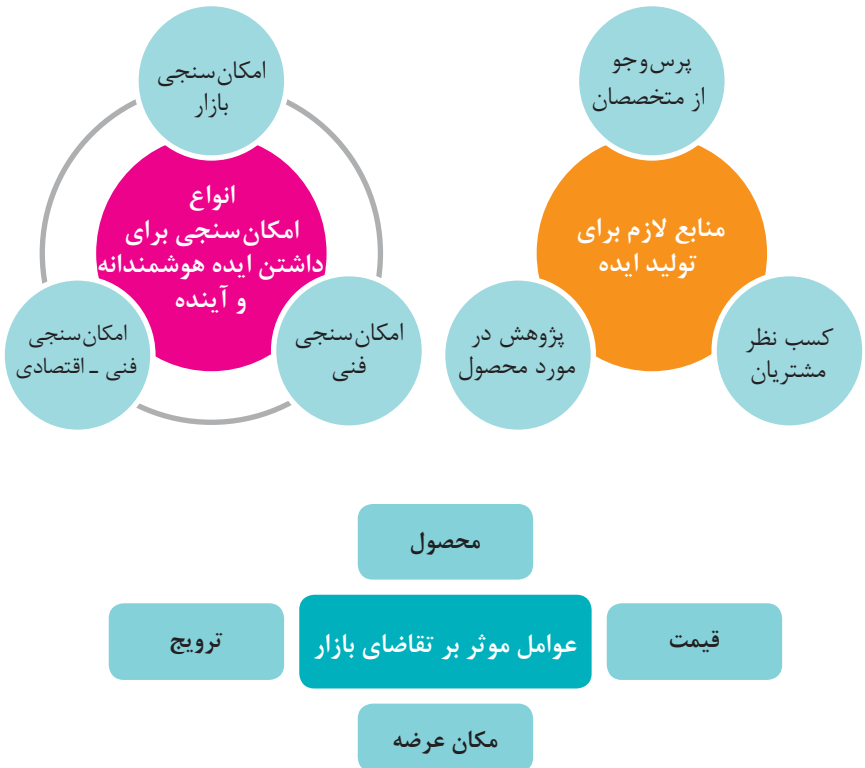 پرس‌وجو
از متخصصان
منابع لازم برای
تولید ایده
کسب نظر
مشتریان
پژوهش در
مورد محصول
امکان‌سنجی
بازار
انواع
امکان‌سنجی برای
داشتن ایده هوشمندانه
و آینده
امکان‌سنجی
فنی
امکان‌سنجی
فنی ـ اقتصادی
محصول
قیمت
عوامل موثر بر تقاضای بازار
ترویج
مکان عرضه